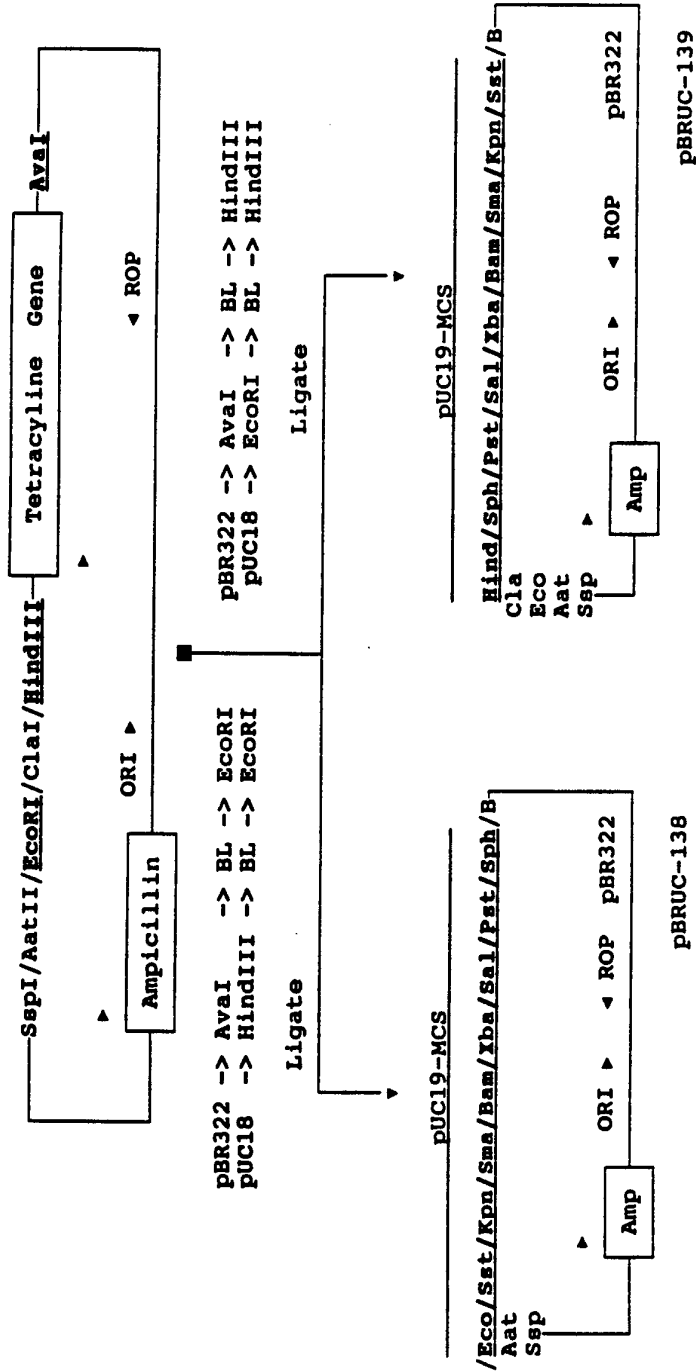 SspI/AatII/EcoRI/ClaI/HindIII Tetracyline Gene AvaI
Ampicillin ORI ► ◄ ROP
pBR322 -> AvaI -> BL -> EcoRI
pUC18 -> HindIII -> BL -> EcoRI
Ligate
pBR322 -> AvaI -> BL -> HindIII
pUC18 -> EcoRI -> BL -> HindIII
Ligate
pUC19-MCS
/Eco/Sst/Kpn/Sma/Bam/Xba/Sal/Pst/Sph/B
Aat
Ssp
Amp ORI ► ◄ ROP pBR322
pBRUC-138
pUC19-MCS
Hind/Sph/Pst/Sal/Xba/Bam/Sma/Kpn/Sst/B
Cla
Eco
Aat
Ssp
Amp ORI ► ◄ ROP pBR322
pBRUC-139